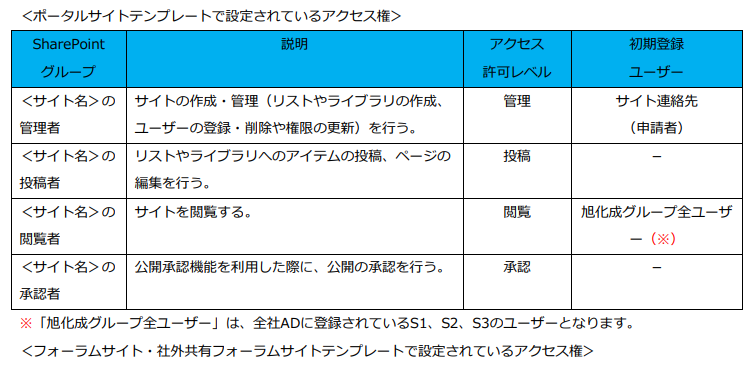 ＜ポータルサイトテンプレートで設定されているアクセス権＞
SharePoint
グループ
説明
アクセス
許可レベル
初期登録
ユーザー
＜サイト名＞の
管理者
サイトの作成・管理（リストやライブラリの作成、
ユーザーの登録・削除や権限の更新）を行う。
管理
サイト連絡先
（申請者）
＜サイト名＞の
投稿者
リストやライブラリへのアイテムの投稿、ページの
編集を行う。
投稿
－
＜サイト名＞の
閲覧者
サイトを閲覧する。
閲覧
旭化成グループ全ユーザ
ー（※）
＜サイト名＞の
承認者
公開承認機能を利用した際に、公開の承認を行う。
承認
－
※「旭化成グループ全ユーザー」は、全社ADに登録されているS1、S2、S3のユーザーとなります。
＜フォーラムサイト・社外共有フォーラムサイトテンプレートで設定されているアクセス権＞